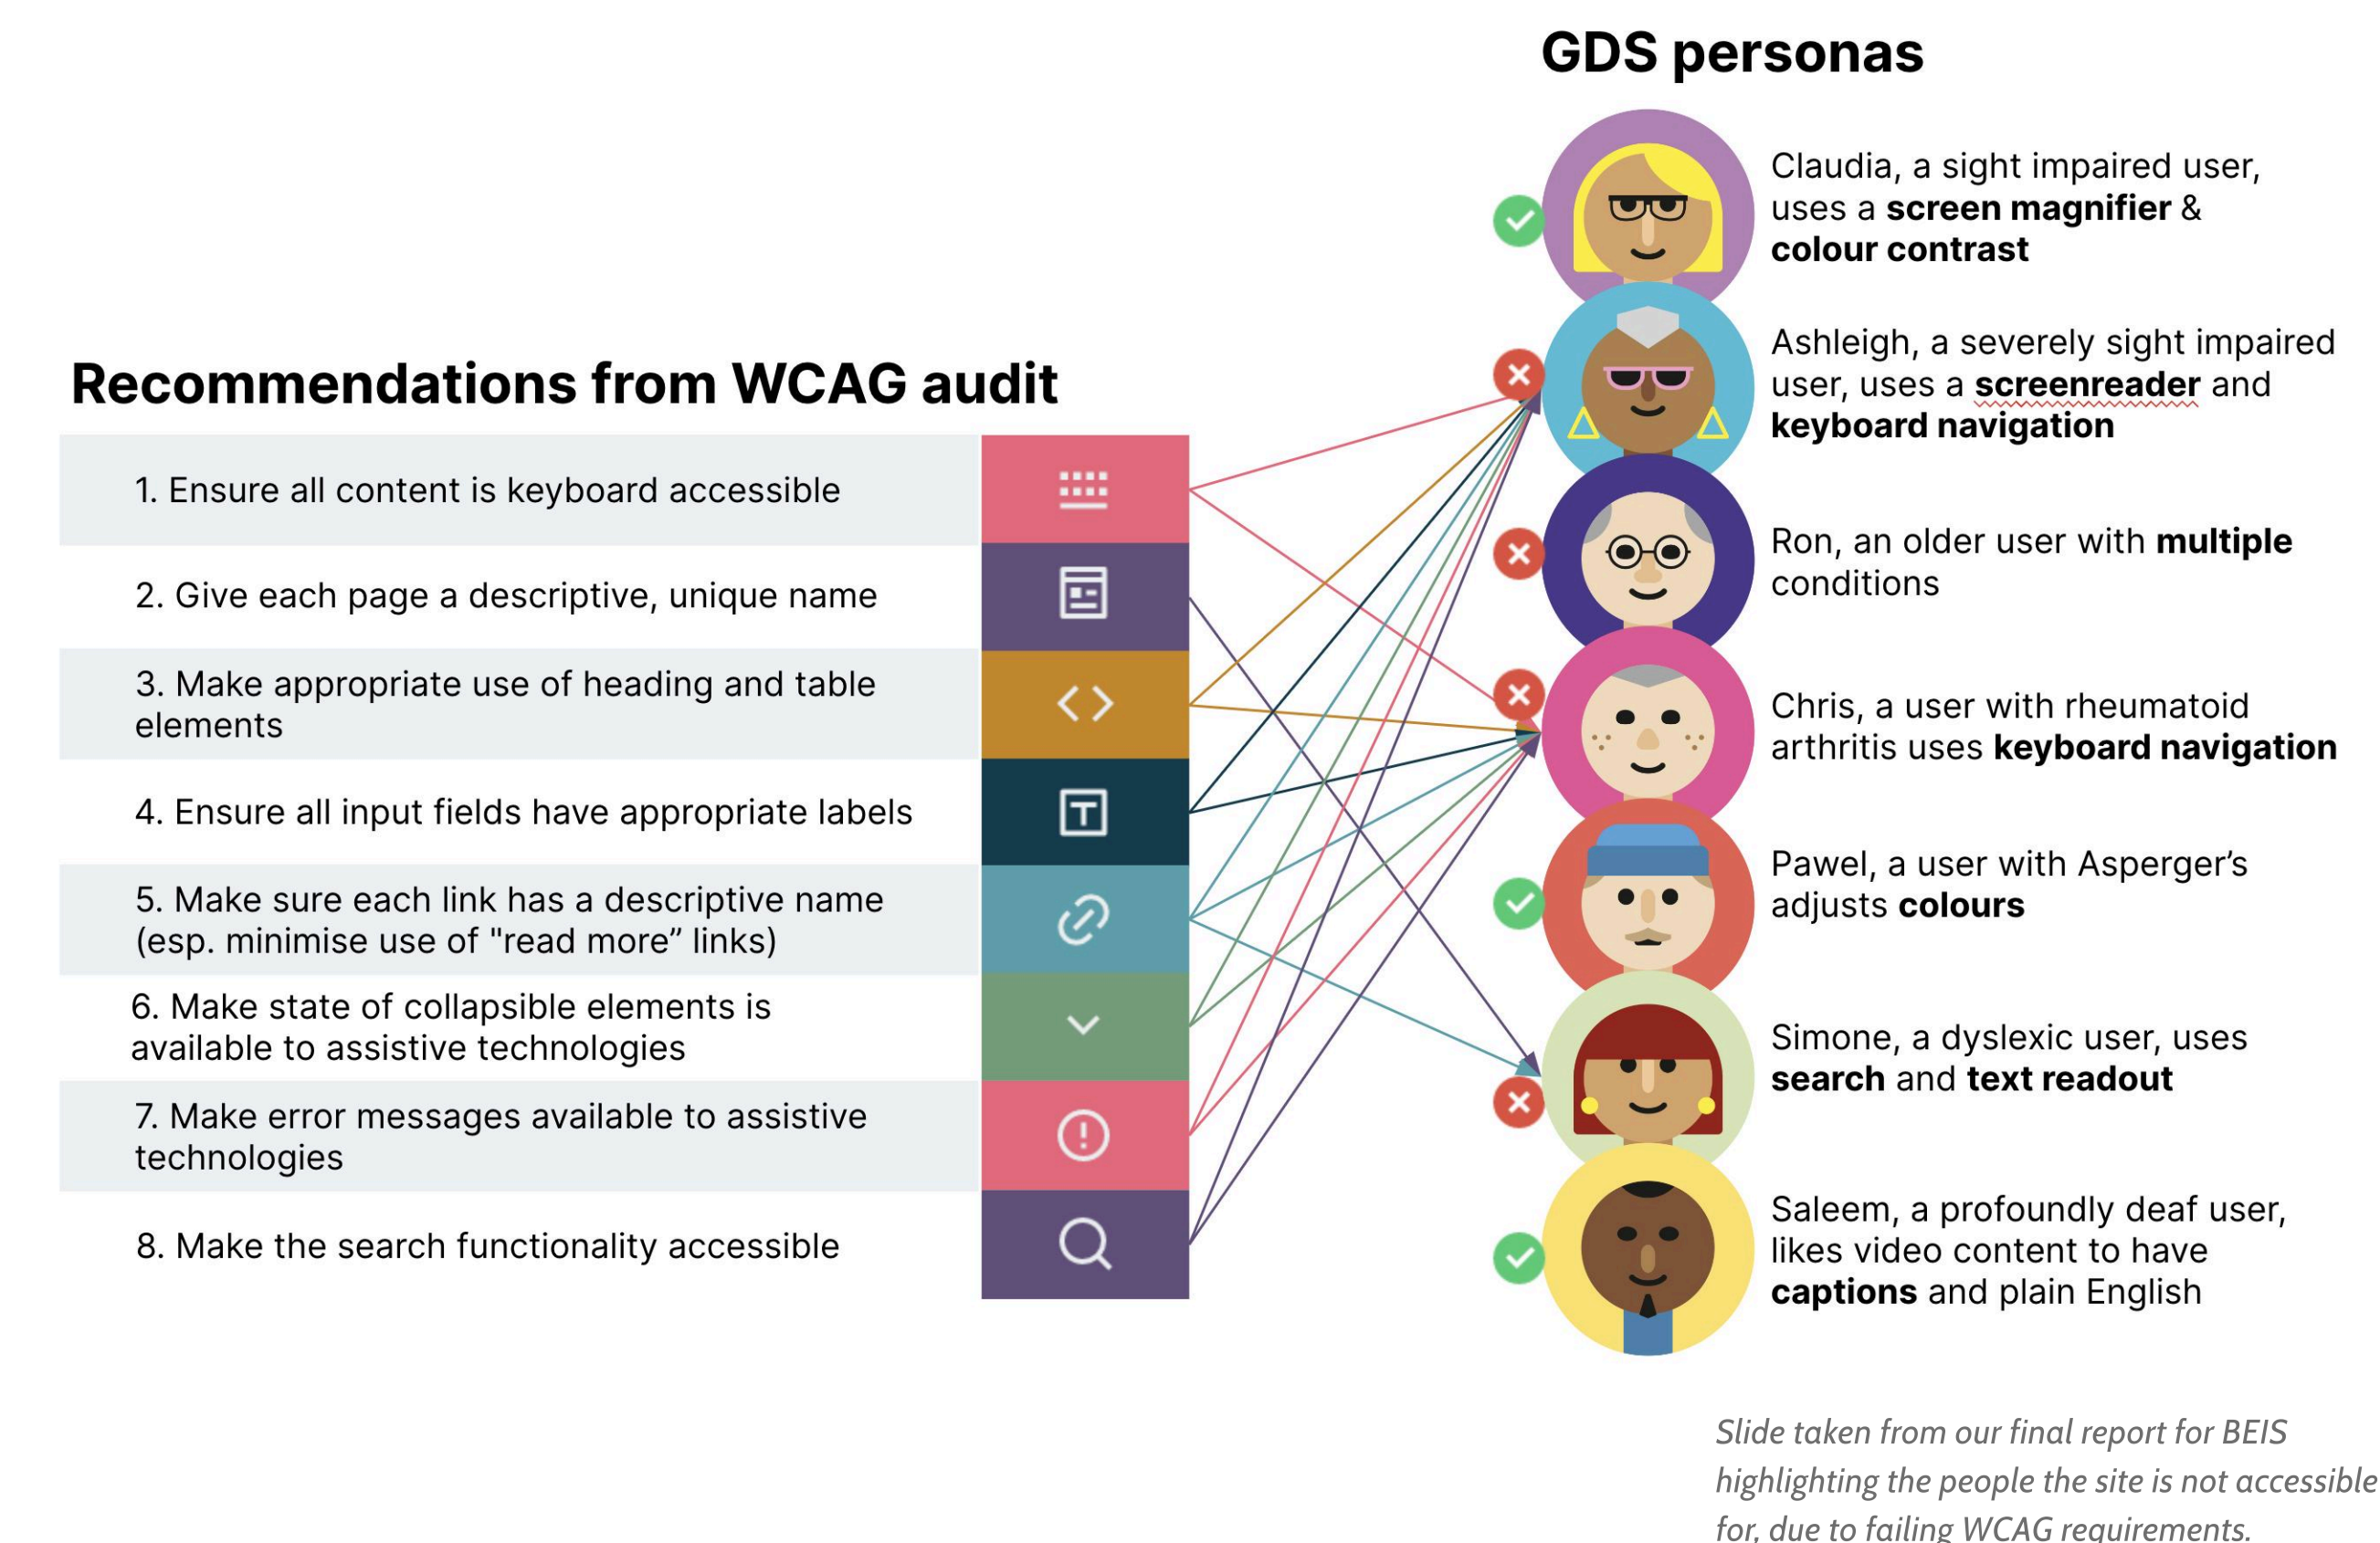 GDS personas
Claudia, a sight impaired user,
uses a screen magnifier &
colour contrast
Ashleigh, a severely sight impaired
user, uses a screenreader and
keyboard navigation
Ron, an older user with multiple
conditions
Chris, a user with rheumatoid
arthritis uses keyboard navigation
Pawel, a user with Asperger’s
adjusts colours
Simone, a dyslexic user, uses
search and text readout
Saleem, a profoundly deaf user,
likes video content to have
captions and plain English
Recommendations from WCAG audit
1. Ensure all content is keyboard accessible
2. Give each page a descriptive, unique name
3. Make appropriate use of heading and table
elements
4. Ensure all input fields have appropriate labels
T
5. Make sure each link has a descriptive name
(esp. minimise use of "read more” links)
6. Make state of collapsible elements is
available to assistive technologies
7. Make error messages available to assistive
technologies
8. Make the search functionality accessible
Slide taken from our final report for BEIS
highlighting the people the site is not accessible
for, due to failing WCAG requirements.